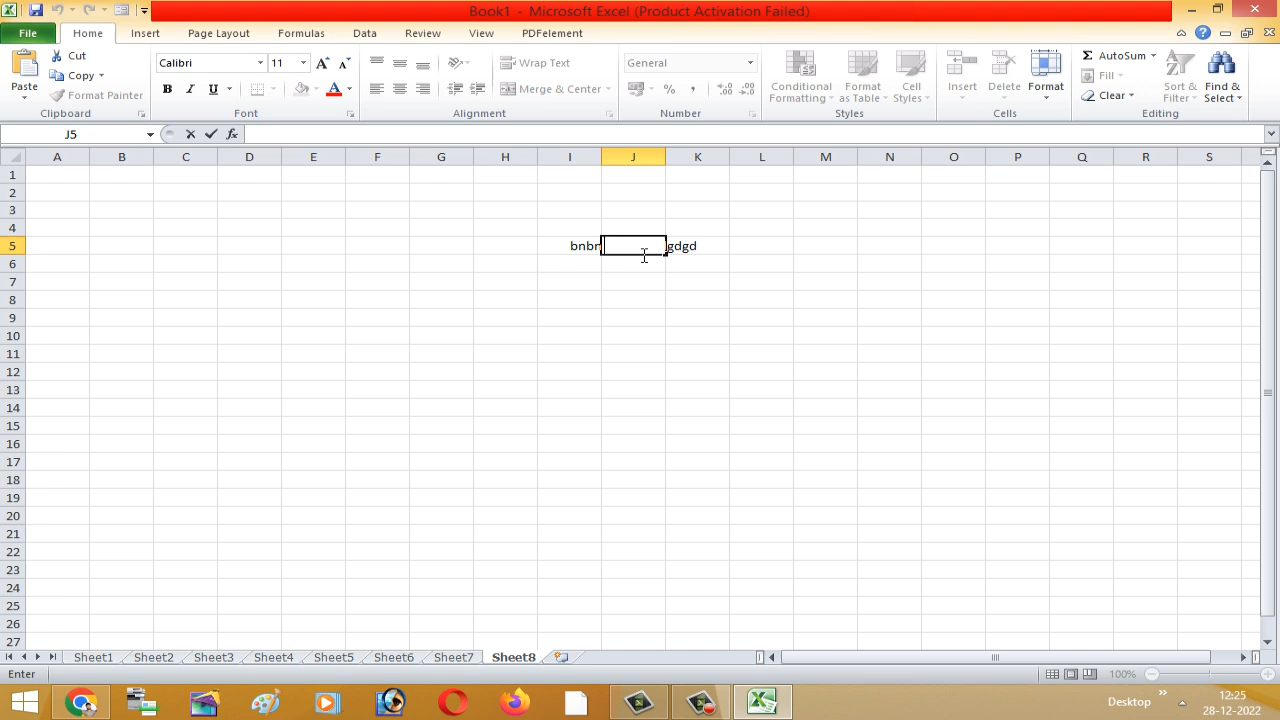 Book1 - Microsoft Excel (Product Activation Failed)
File Home Insert Page Layout Formulas Data Review View PDFelement
Cut Calibri 11 Wrap Text General AutoSum
Copy Fill
Paste Format Painter B I U A Merge & Center % , Conditional Formatting Format as Table Cell Styles Insert Delete Format Clear Sort & Filter Find & Select
Clipboard Font Alignment Number Styles Cells Editing
J5 fx
A B C D E F G H I J K L M N O P Q R S
1
2
3
4
5 bnbn gdgd
6
7
8
9
10
11
12
13
14
15
16
17
18
19
20
21
22
23
24
25
26
27
Sheet1 Sheet2 Sheet3 Sheet4 Sheet5 Sheet6 Sheet7 Sheet8
Enter 100%
Desktop 12:25
28-12-2022